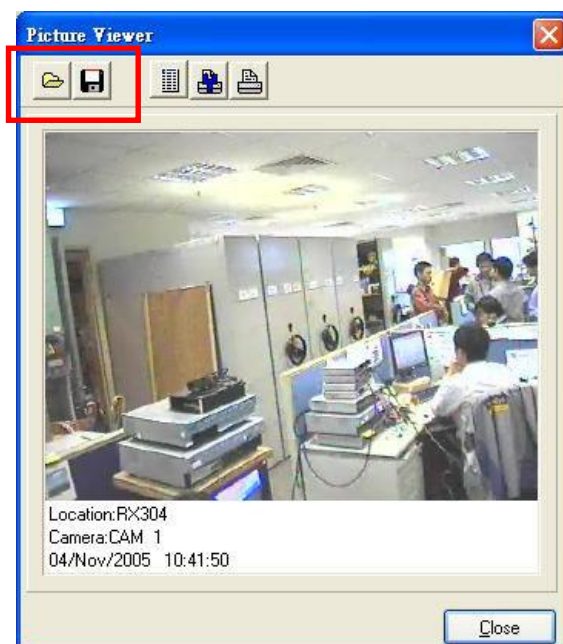 Picture Viewer
Location:RX304
Camera:CAM 1
04/Nov/2005 10:41:50
Close